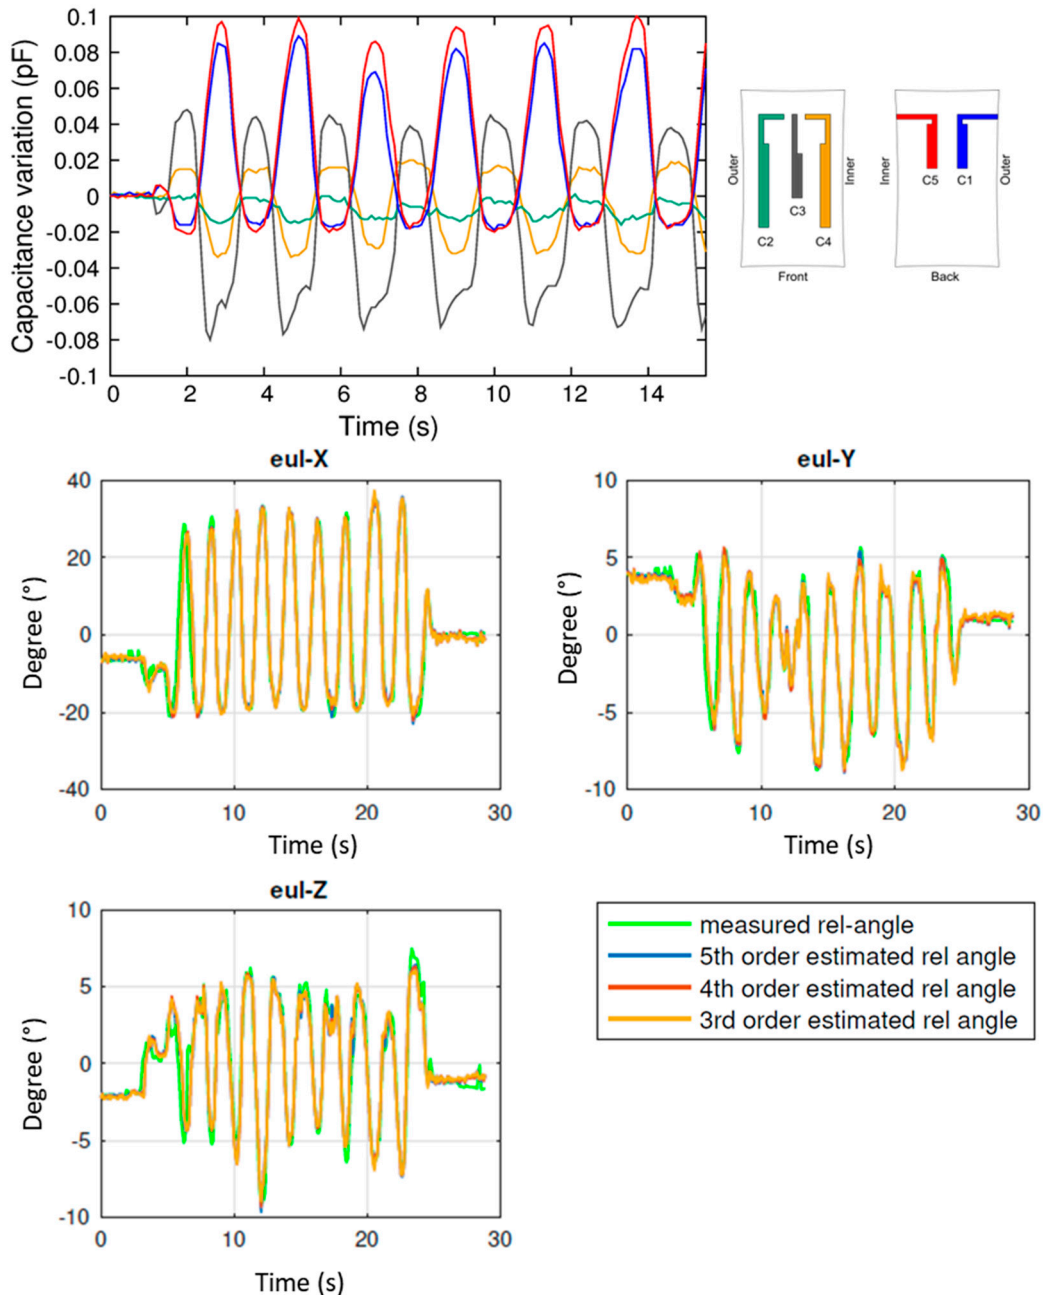 Capacitance variation (pF)
0.1
0.08
0.06
0.04
0.02
0
-0.02
-0.04
-0.06
-0.08
-0.1
0 2 4 6 8 10 12 14
Time (s)
Outer
C2
C3
C4
Inner
Front
Inner
C5
C1
Outer
Back
eul-X
Degree (°)
40
20
0
-20
-40
0 10 20 30
Time (s)
eul-Y
Degree (°)
10
5
0
-5
-10
0 10 20 30
Time (s)
eul-Z
Degree (°)
10
5
0
-5
-10
0 10 20 30
Time (s)
measured rel-angle
5th order estimated rel angle
4th order estimated rel angle
3rd order estimated rel angle